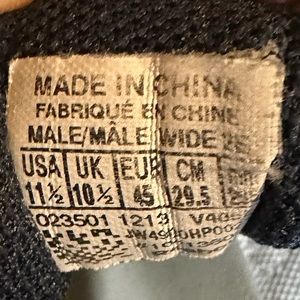 MADE IN CHINA
FABRIQUÉ EN CHINE
MALE/MÂLE WIDE 2E
USA UK EUR CM
11½ 10½ 45 29.5
023501 1213